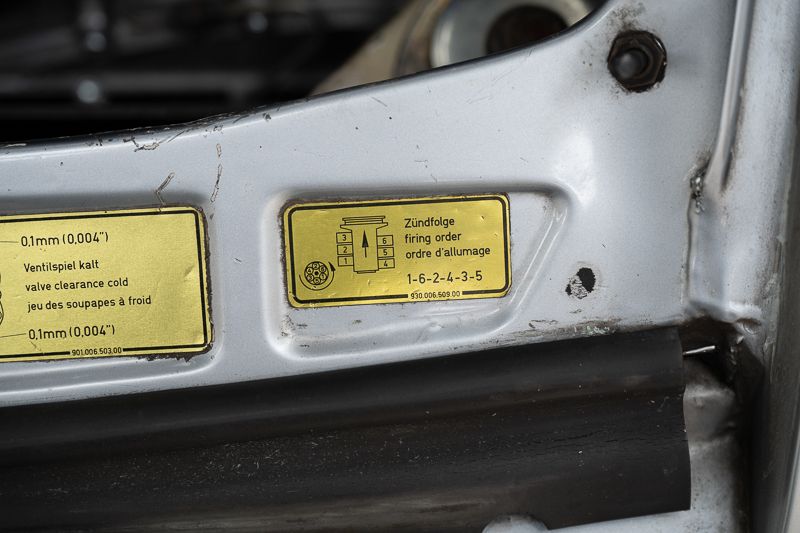 0,1mm (0,004")
Ventilspiel kalt
valve clearance cold
jeu des soupapes à froid
0,1mm (0,004")
901.006.503.00
3 6
2 5
1 4
Zündfolge
firing order
ordre d'allumage
1-6-2-4-3-5
930.006.509.00